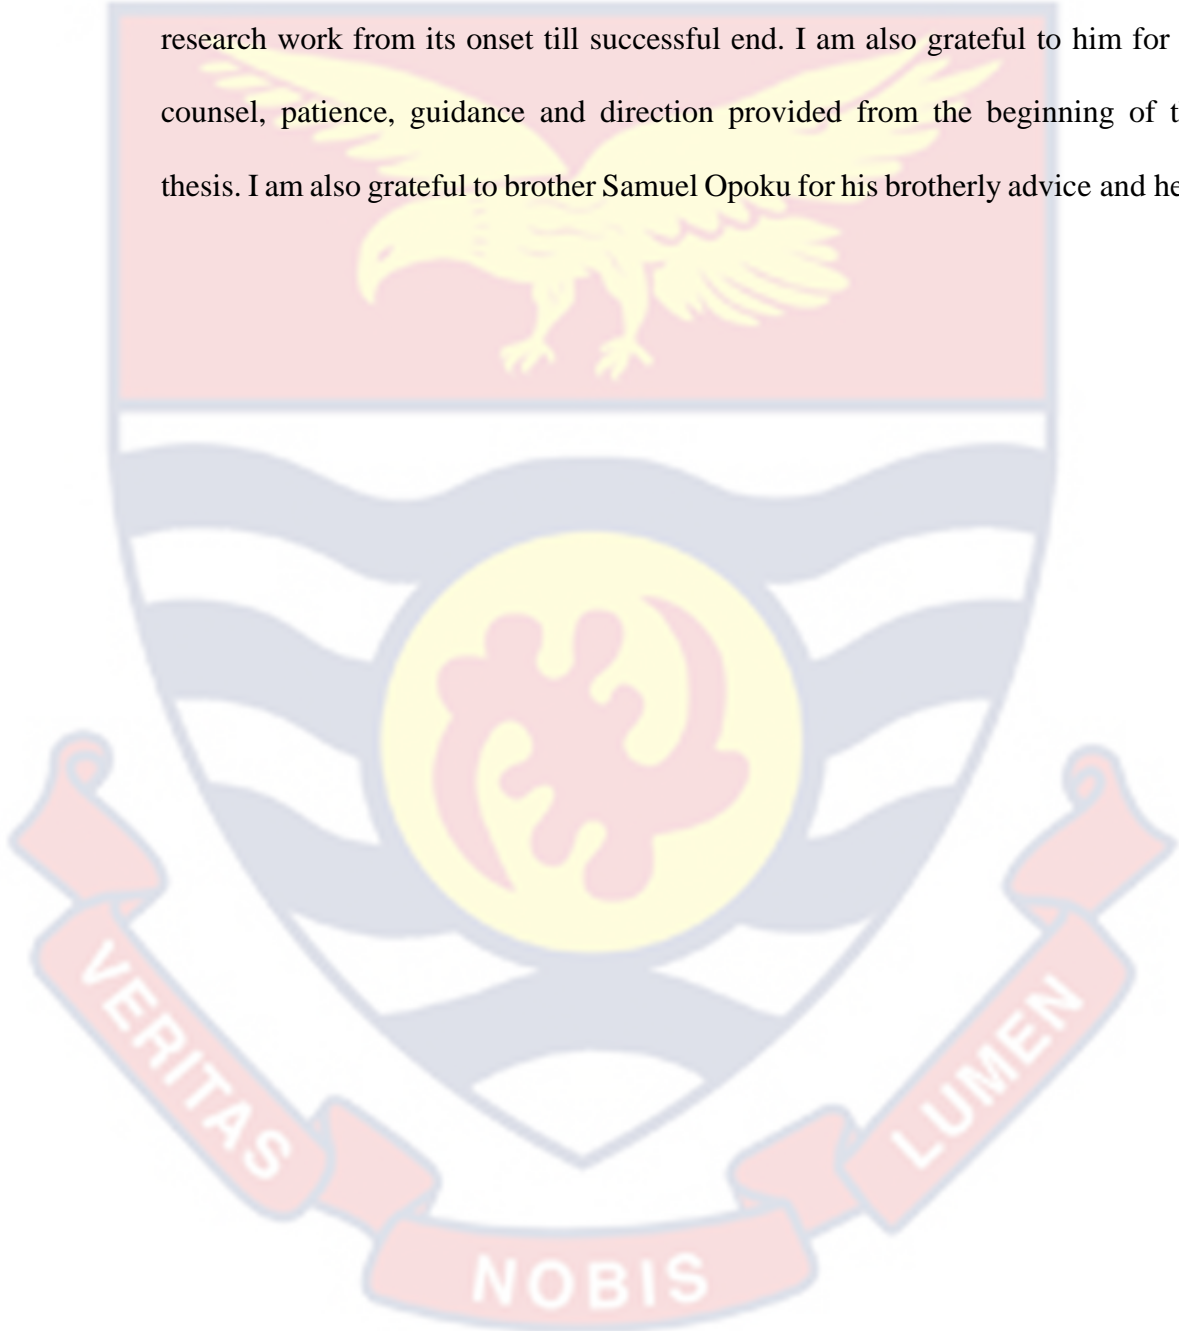 research work from its onset till successful end. I am also grateful to him for
counsel, patience, guidance and direction provided from the beginning of
thesis. I am also grateful to brother Samuel Opoku for his brotherly advice and
VERITAS
NOBIS
LUMEN